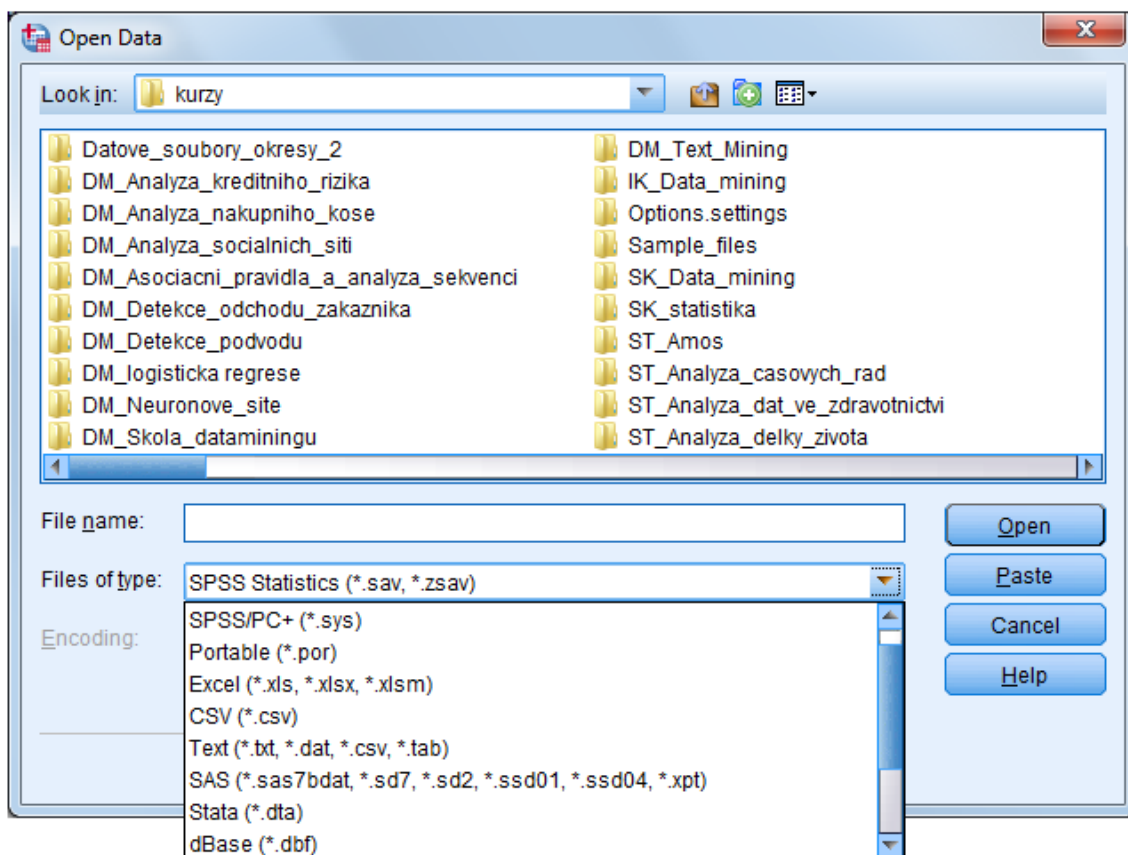 Open Data
Look in: kurzy
Datove_soubory_okresy_2
DM_Analyza_kreditniho_rizika
DM_Analyza_nakupniho_kose
DM_Analyza_socialnich_siti
DM_Asociacni_pravidla_a_analyza_sekvenci
DM_Detekce_odchodu_zakaznika
DM_Detekce_podvodu
DM_logisticka regrese
DM_Neuronove_site
DM_Skola_dataminingu
DM_Text_Mining
IK_Data_mining
Options.settings
Sample_files
SK_Data_mining
SK_statistika
ST_Amos
ST_Analyza_casovych_rad
ST_Analyza_dat_ve_zdravotnictvi
ST_Analyza_delky_zivota
File name:
Files of type: SPSS Statistics (*.sav, *.zsav)
Encoding:
SPSS/PC+ (*.sys)
Portable (*.por)
Excel (*.xls, *.xlsx, *.xlsm)
CSV (*.csv)
Text (*.txt, *.dat, *.csv, *.tab)
SAS (*.sas7bdat, *.sd7, *.sd2, *.ssd01, *.ssd04, *.xpt)
Stata (*.dta)
dBase (*.dbf)
Open
Paste
Cancel
Help